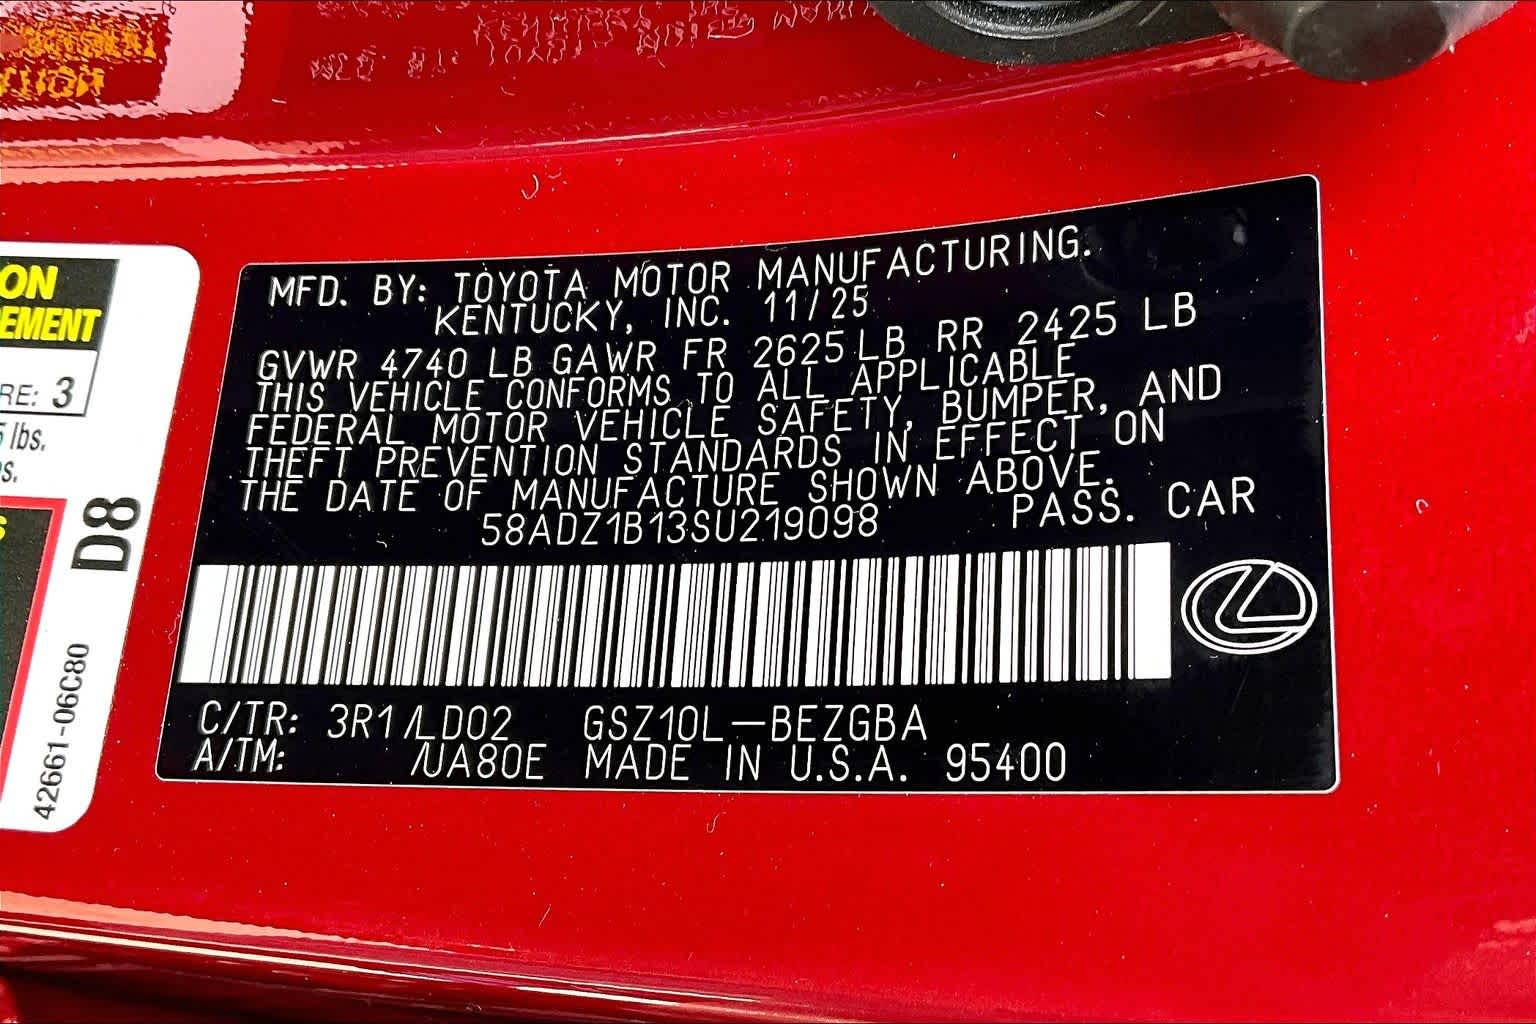 ON
EMENT
RE: 3
lbs.
s.
S
D8
42661-06C80
MFD. BY: TOYOTA MOTOR MANUFACTURING.
KENTUCKY, INC. 11/25
GVWR 4740 LB GAWR FR 2625 LB RR 2425 LB
THIS VEHICLE CONFORMS TO ALL APPLICABLE
FEDERAL MOTOR VEHICLE SAFETY, BUMPER, AND
THEFT PREVENTION STANDARDS IN EFFECT ON
THE DATE OF MANUFACTURE SHOWN ABOVE.
58ADZ1B13SU219098 PASS. CAR
C/TR: 3R1/LD02 GSZ10L-BEZGBA
A/TM: /UA80E MADE IN U.S.A. 95400